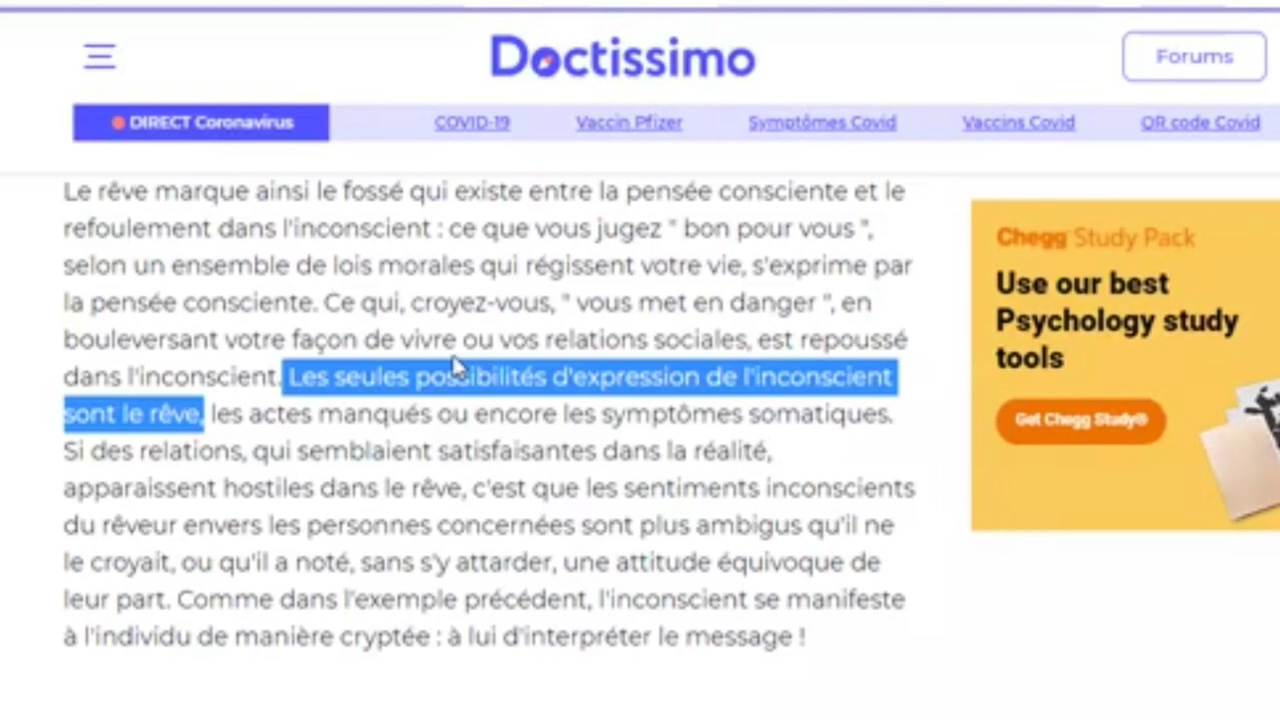 Doctissimo
Forums
DIRECT Coronavirus
COVID-19
Vaccin Pfizer
Symptômes Covid
Vaccins Covid
QR code Covid
Le rêve marque ainsi le fossé qui existe entre la pensée consciente et le
refoulement dans l'inconscient : ce que vous jugez " bon pour vous ",
selon un ensemble de lois morales qui régissent votre vie, s'exprime par
la pensée consciente. Ce qui, croyez-vous, " vous met en danger ", en
bouleversant votre façon de vivre ou vos relations sociales, est repoussé
dans l'inconscient. Les seules possibilités d'expression de l'inconscient
sont le rêve, les actes manqués ou encore les symptômes somatiques.
Si des relations, qui semblaient satisfaisantes dans la réalité,
apparaissent hostiles dans le rêve, c'est que les sentiments inconscients
du rêveur envers les personnes concernées sont plus ambigus qu'il ne
le croyait, ou qu'il a noté, sans s'y attarder, une attitude équivoque de
leur part. Comme dans l'exemple précédent, l'inconscient se manifeste
à l'individu de manière cryptée : à lui d'interpréter le message !
Chegg Study Pack
Use our best
Psychology study
tools
Get Chegg Study®